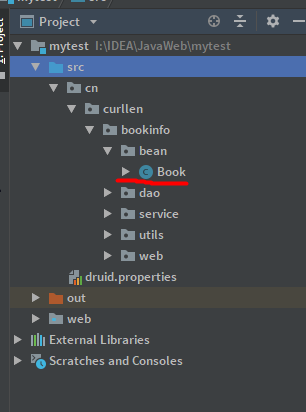 mytest
src
Project
1: Project
mytest I:\IDEA\JavaWeb\mytest
src
cn
curllen
bookinfo
bean
C Book
dao
service
utils
web
druid.properties
out
web
External Libraries
Scratches and Consoles